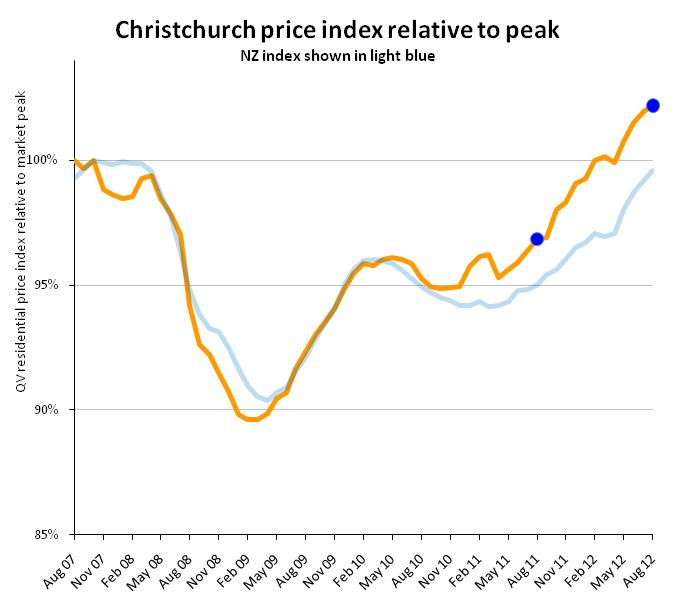 Christchurch price index relative to peak
NZ index shown in light blue
QV residential price index relative to market peak
100%
95%
90%
85%
Aug 07
Nov 07
Feb 08
May 08
Aug 08
Nov 08
Feb 09
May 09
Aug 09
Nov 09
Feb 10
May 10
Aug 10
Nov 10
Feb 11
May 11
Aug 11
Nov 11
Feb 12
May 12
Aug 12